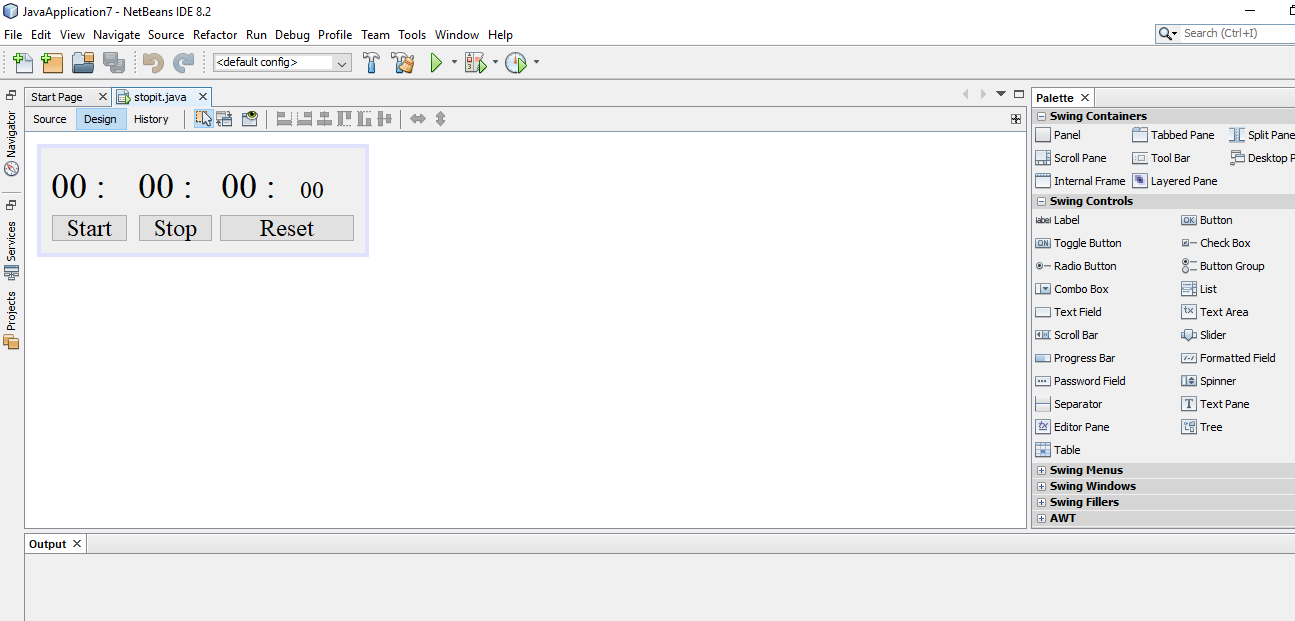 JavaApplication7 - NetBeans IDE 8.2
File Edit View Navigate Source Refactor Run Debug Profile Team Tools Window Help
Search (Ctrl+I)
<default config>
Start Page
stopit.java
Source Design History
Navigator
Services
Projects
00 : 00 : 00 : 00
Start Stop Reset
Palette
Swing Containers
Panel Tabbed Pane Split Pane
Scroll Pane Tool Bar Desktop P
Internal Frame Layered Pane
Swing Controls
label Label OK Button
ON Toggle Button Check Box
Radio Button Button Group
Combo Box List
Text Field Text Area
Scroll Bar Slider
Progress Bar Formatted Field
Password Field Spinner
Separator T Text Pane
Editor Pane Tree
Table
Swing Menus
Swing Windows
Swing Fillers
AWT
Output